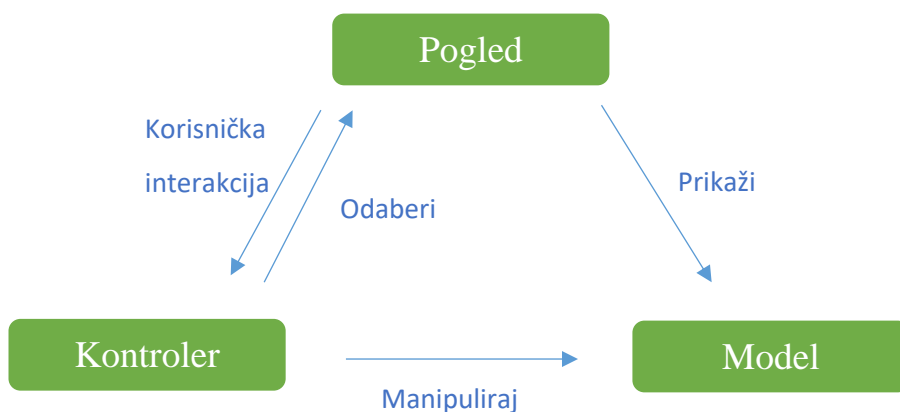 Pogled
Korisnička
interakcija
Odaberi
Prikaži
Kontroler
Model
Manipuliraj